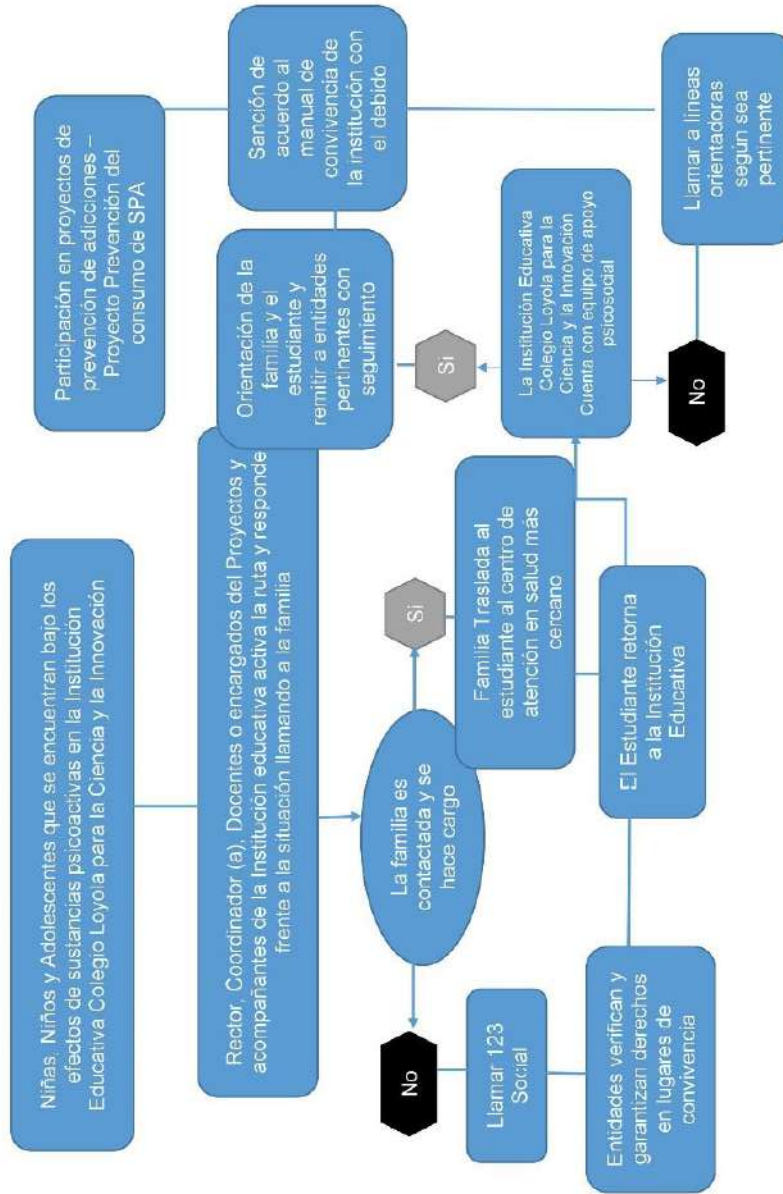 Niñas, Niños y Adolescentes que se encuentran bajo los
efectos de sustancias psicoactivas en la Institución
Educativa Colegio Loyola para la Ciencia y la Innovación
Rector, Coordinador (a), Docentes o encargados del Proyectos y
acompañantes de la Institución educativa activa la ruta y responde
frente a la situación llamando a la familia
La familia es
contactada y se
hace cargo
No
Llamar 123
Social
Entidades verifican y
garantizan derechos
en lugares de
convivencia
Si
Familia Traslada al
estudiante al centro de
atención en salud más
cercano
El Estudiante retorna
a la Institución
Educativa
La Institución Educativa
Colegio Loyola para la
Ciencia y la Innovación
Cuenta con equipo de apoyo
psicosocial
Si
No
Orientación de la
familia y el
estudiante y
remitir a entidades
pertinentes con
seguimiento
Llamar a líneas
orientadoras
según sea
pertinente
Sanción de
acuerdo al
manual de
convivencia de
la institución con
el debido
Participación en proyectos de
prevención de adicciones –
Proyecto Prevención del
consumo de SPA